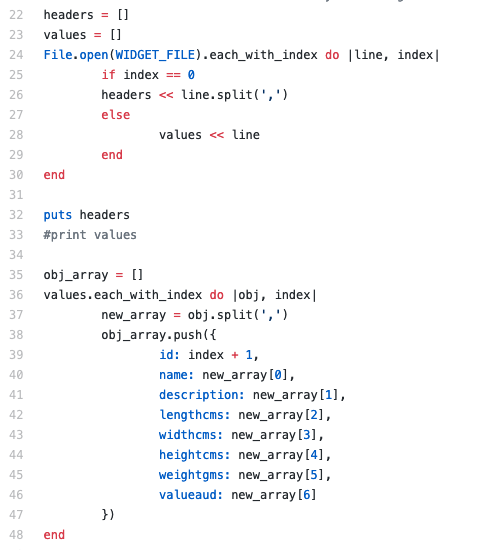 22 headers = []
23 values = []
24 File.open(WIDGET_FILE).each_with_index do |line, index|
25 if index == 0
26 headers << line.split(',')
27 else
28 values << line
29 end
30 end
31
32 puts headers
33 #print values
34
35 obj_array = []
36 values.each_with_index do |obj, index|
37 new_array = obj.split(',')
38 obj_array.push({
39 id: index + 1,
40 name: new_array[0],
41 description: new_array[1],
42 lengthcms: new_array[2],
43 widthcms: new_array[3],
44 heightcms: new_array[4],
45 weightgms: new_array[5],
46 valueaud: new_array[6]
47 })
48 end